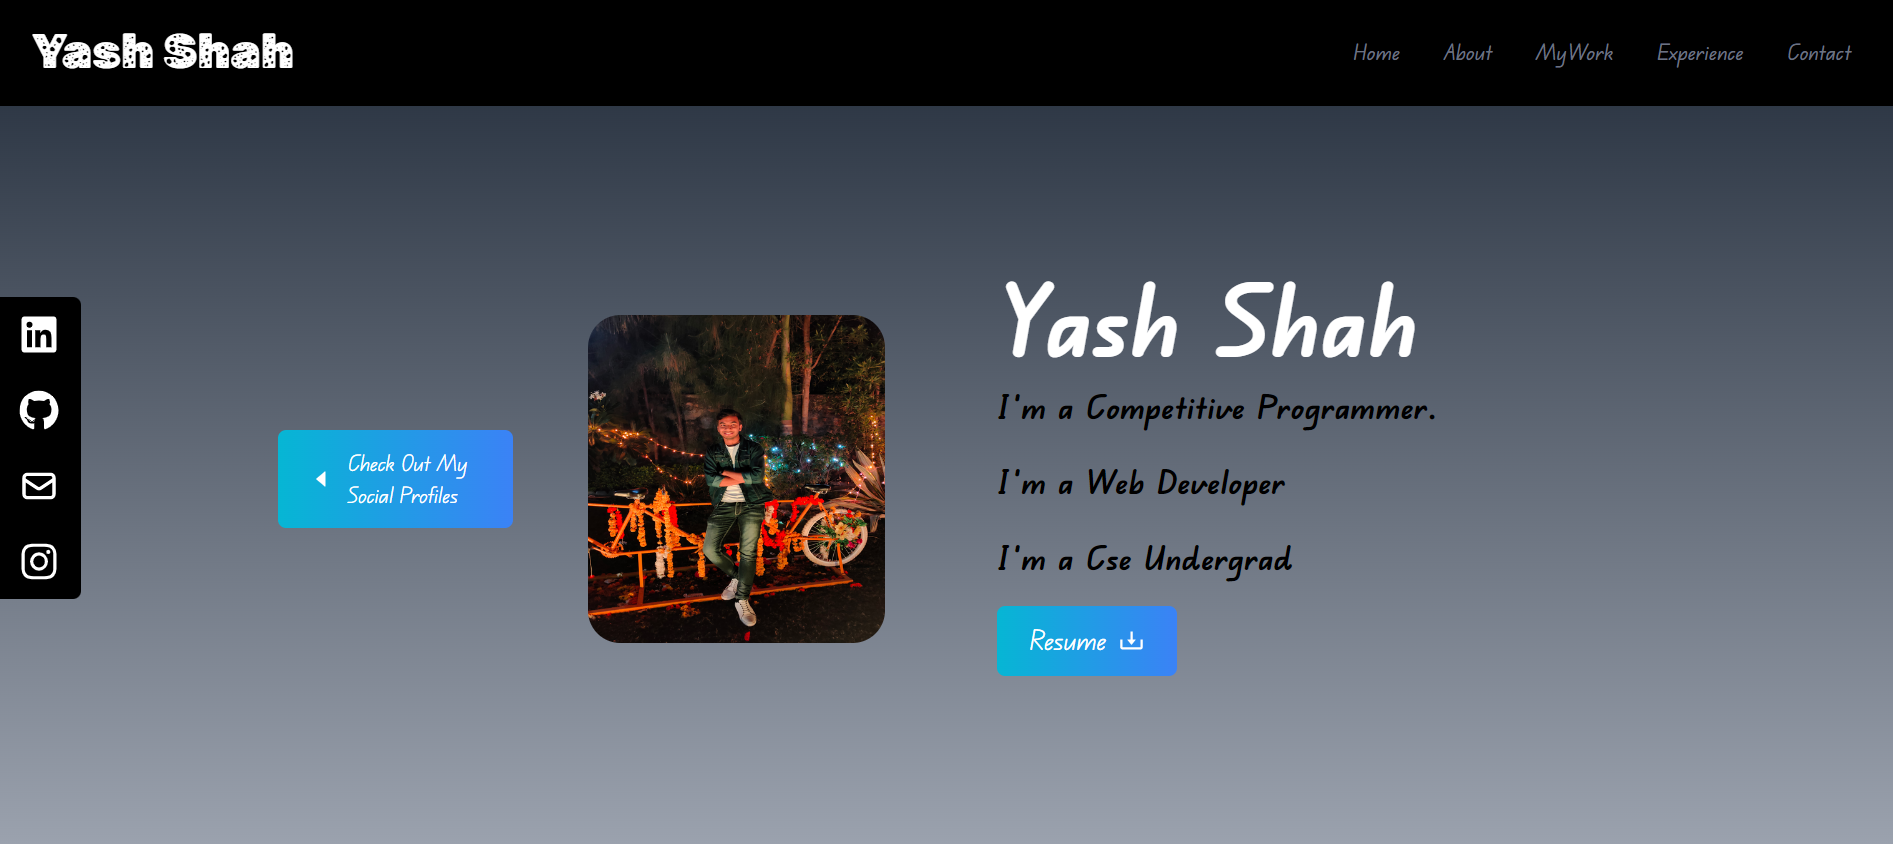 Yash Shah
Home About MyWork Experience Contact
in
Check Out My
Social Profiles
Yash Shah
I'm a Competitive Programmer.
I'm a Web Developer
I'm a Cse Undergrad
Resume